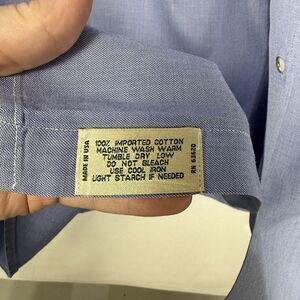 MADE IN USA
100% IMPORTED COTTON
MACHINE WASH WARM
TUMBLE DRY LOW
DO NOT BLEACH
USE COOL IRON
LIGHT STARCH IF NEEDED
RN 63620